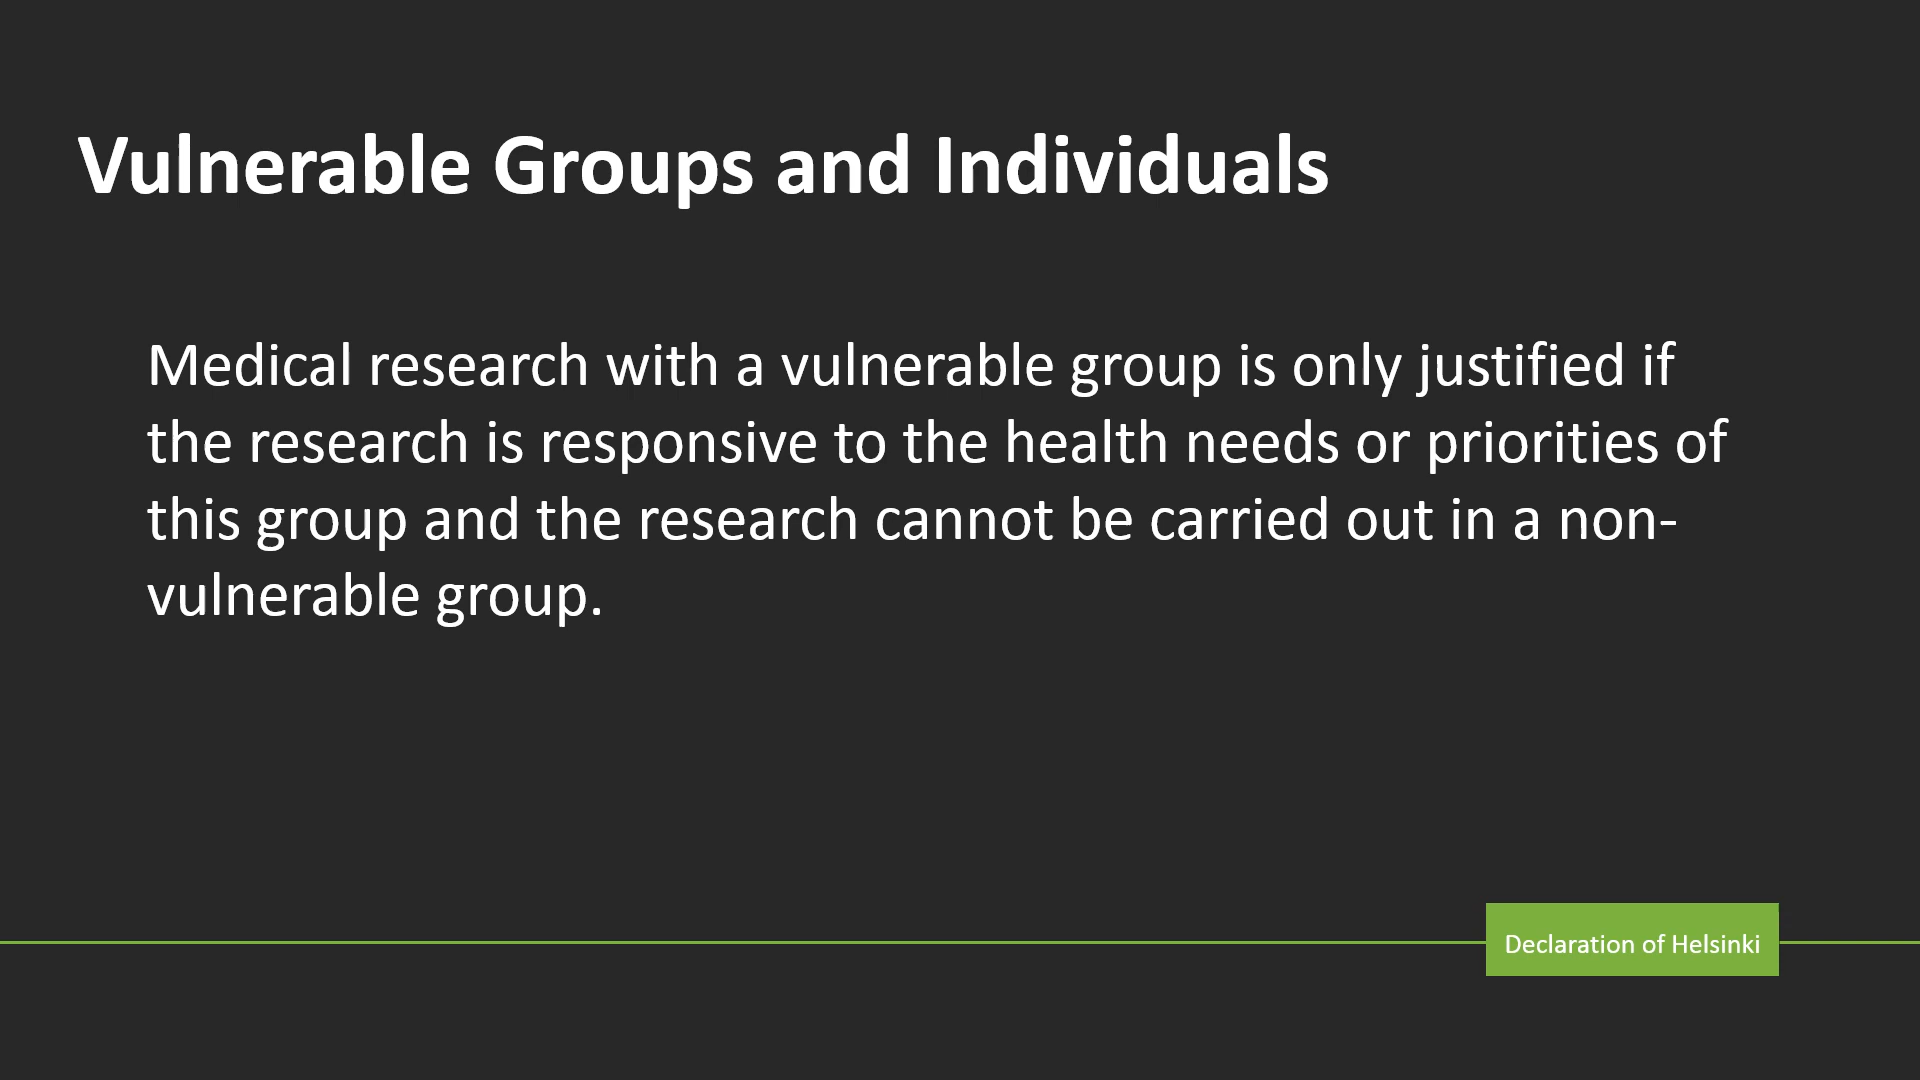 Vulnerable Groups and Individuals
Medical research with a vulnerable group is only justified if
the research is responsive to the health needs or priorities of
this group and the research cannot be carried out in a non-
vulnerable group.
Declaration of Helsinki